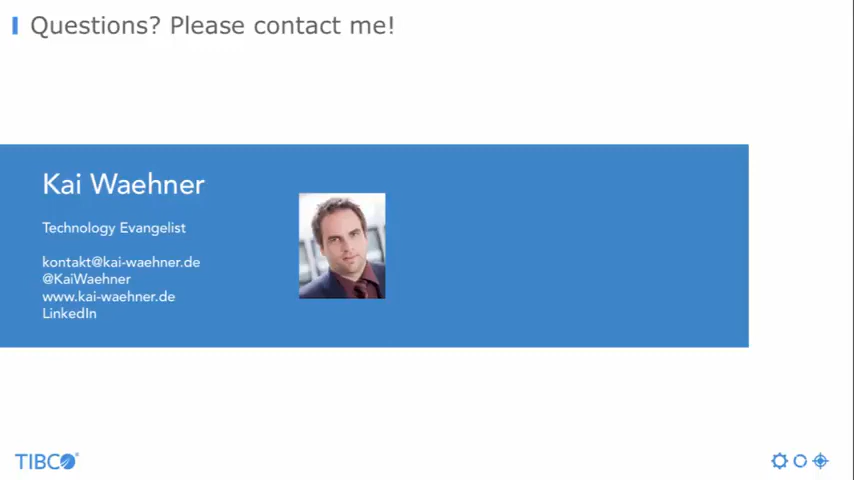 Questions? Please contact me!
Kai Waehner
Technology Evangelist
kontakt@kai-waehner.de
@KaiWaehner
www.kai-waehner.de
LinkedIn
TIBCO®